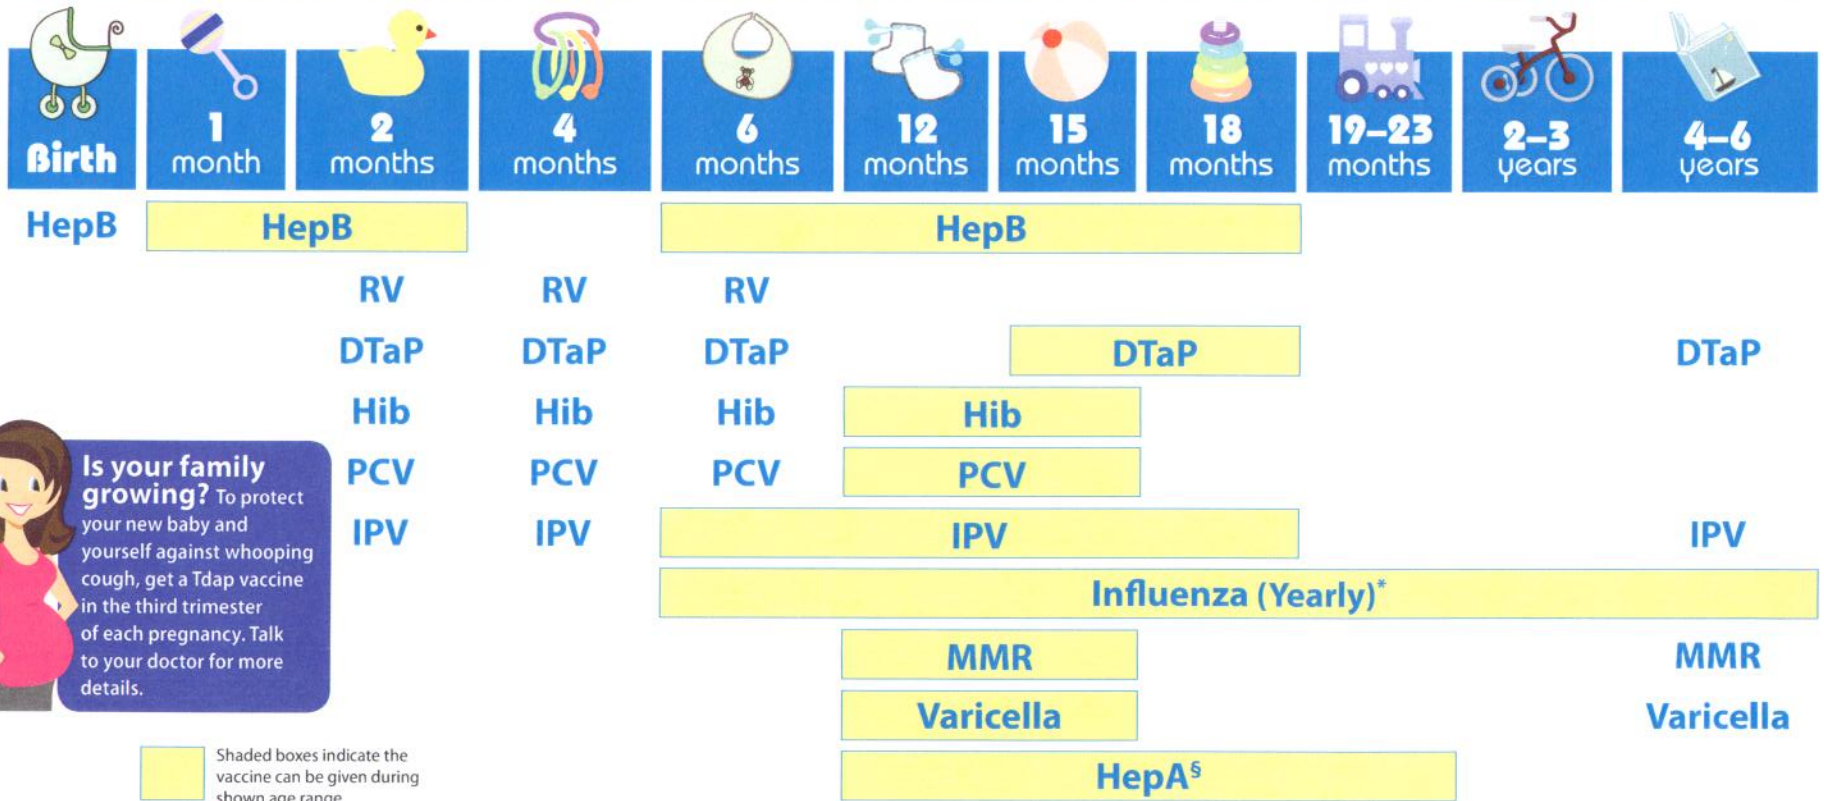 Birth
1
month
2
months
4
months
6
months
12
months
15
months
18
months
19–23
months
2–3
years
4–6
years
HepB HepB HepB
RV RV RV
DTaP DTaP DTaP DTaP DTaP
Hib Hib Hib Hib
PCV PCV PCV PCV
IPV IPV IPV IPV
Influenza (Yearly)*
MMR MMR
Varicella Varicella
HepA§
Is your family
growing? To protect
your new baby and
yourself against whooping
cough, get a Tdap vaccine
in the third trimester
of each pregnancy. Talk
to your doctor for more
details.
Shaded boxes indicate the
vaccine can be given during
shown age range